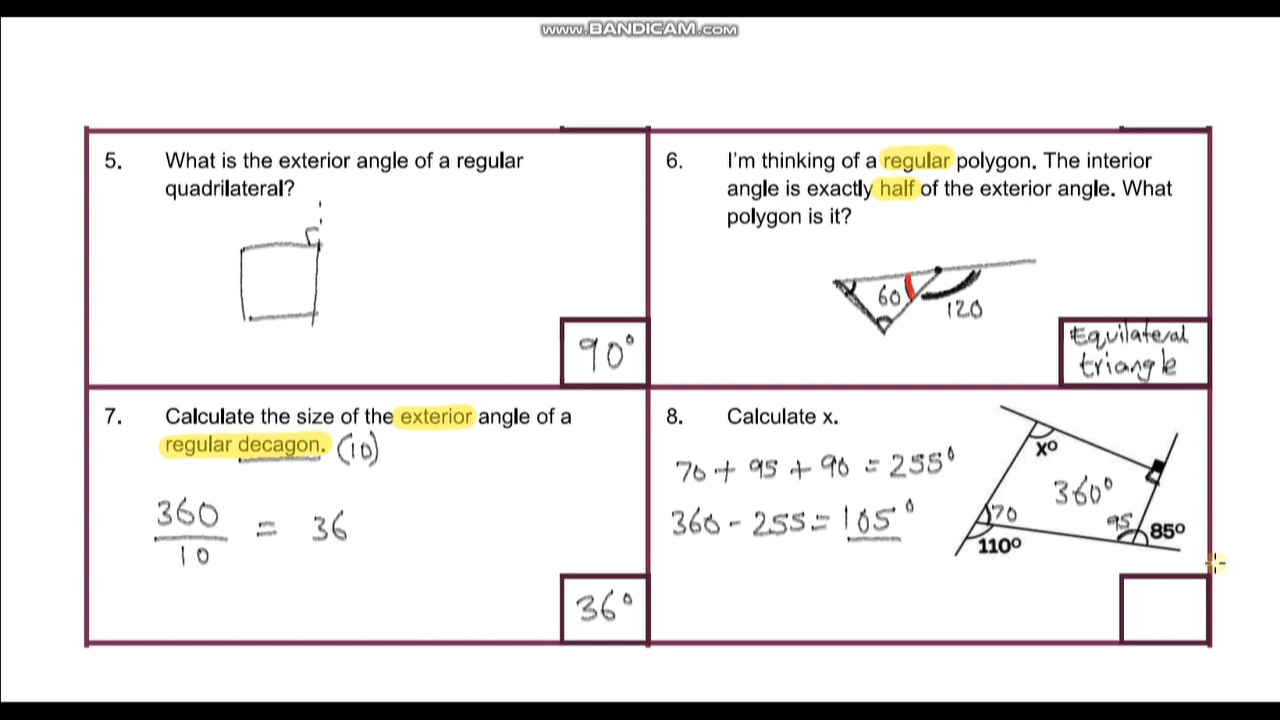 www.BANDICAM.com
5. What is the exterior angle of a regular
quadrilateral?
90°
6. I'm thinking of a regular polygon. The interior
angle is exactly half of the exterior angle. What
polygon is it?
60
120
Equilateral
triangle
7. Calculate the size of the exterior angle of a
regular decagon. (10)
360
10
= 36
36°
8. Calculate x.
70 + 95 + 90 = 255°
360 - 255 = 105°
x°
360°
70
95
85°
110°